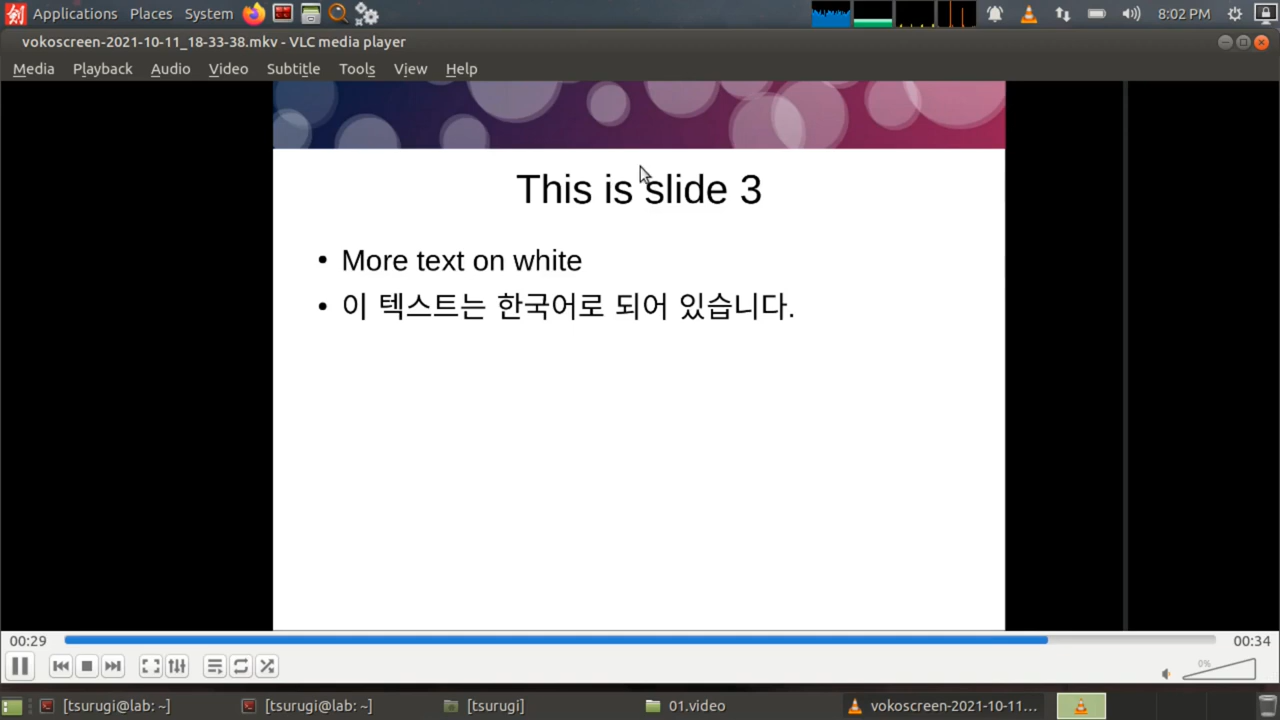 Applications Places System 8:02 PM
vokoscreen-2021-10-11_18-33-38.mkv - VLC media player
Media Playback Audio Video Subtitle Tools View Help
This is slide 3
• More text on white
• 이 텍스트는 한국어로 되어 있습니다.
00:29 00:34
0%
[tsurugi@lab: ~] [tsurugi@lab: ~] [tsurugi] 01.video vokoscreen-2021-10-11...